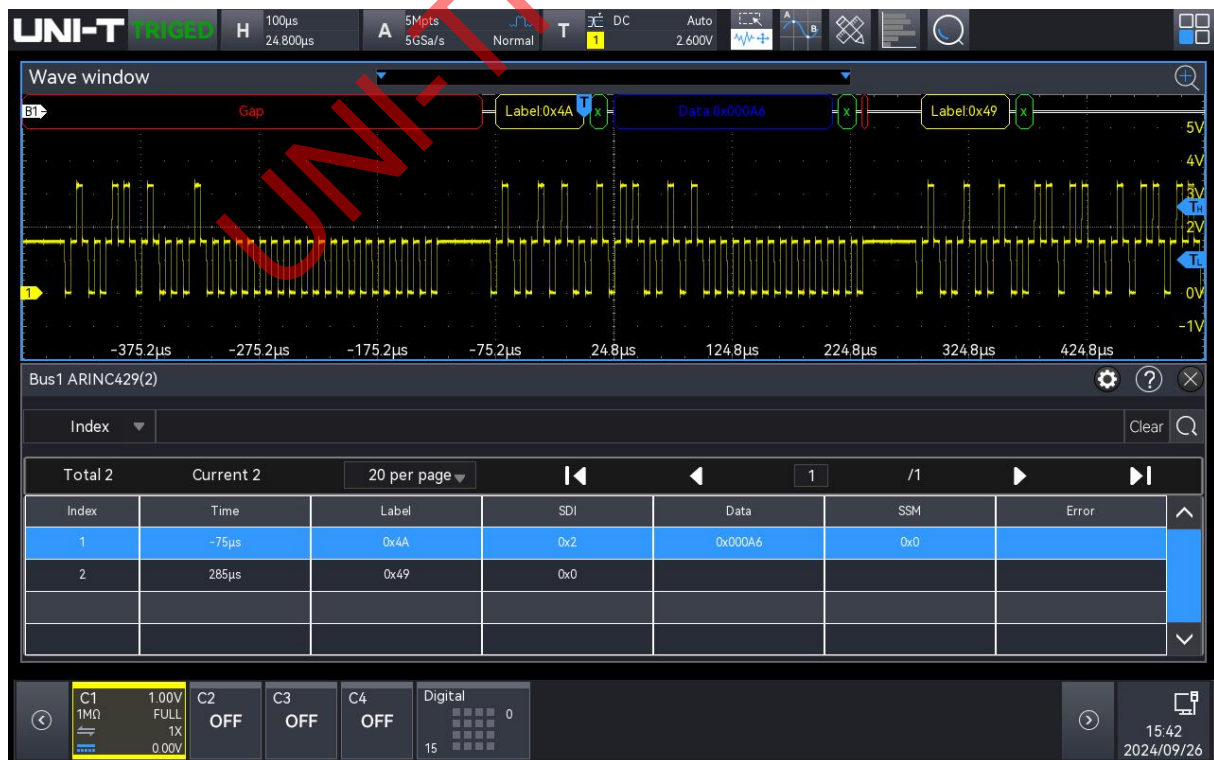 UNI-T TRIGED H 100µs 24.800µs A 5Mpts 5GSa/s Normal T DC 1 Auto 2.600V A B
Wave window
B1 Gap Label:0x4A T x Data:0x000A6 x Label:0x49 x
5V
4V
3V
TH
2V
TL
1 0V
-1V
-375.2µs -275.2µs -175.2µs -75.2µs 24.8µs 124.8µs 224.8µs 324.8µs 424.8µs
UNI-T
Bus1 ARINC429(2) ?
Index Clear
Total 2 Current 2 20 per page 1 /1
Index Time Label SDI Data SSM Error
1 -75µs 0x4A 0x2 0x000A6 0x0
2 285µs 0x49 0x0
C1 1.00V C2 C3 C4 Digital
1MΩ FULL OFF OFF OFF 0
1X
0.00V 15
15:42
2024/09/26